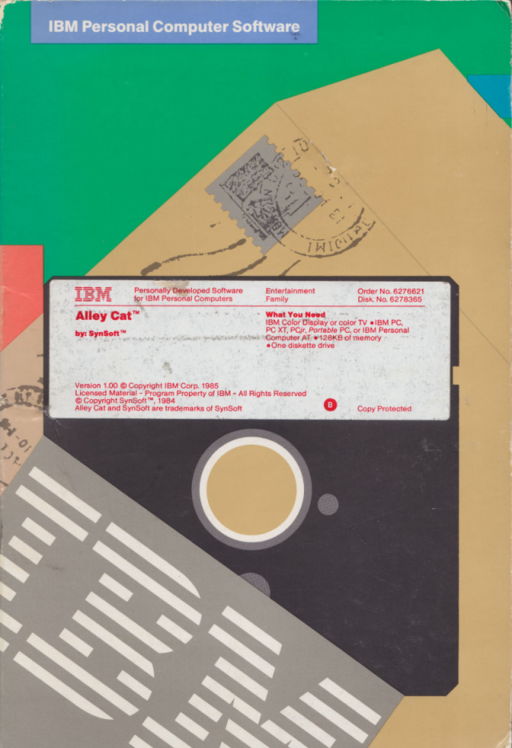 IBM Personal Computer Software
IBM
Personally Developed Software
for IBM Personal Computers
Entertainment
Family
Order No. 6276621
Disk. No. 6278365
Alley Cat™
by: SynSoft™
What You Need
IBM Color Display or color TV • IBM PC,
PC XT, PCjr, Portable PC, or IBM Personal
Computer AT • 128KB of memory
• One diskette drive
Version 1.00 © Copyright IBM Corp. 1985
Licensed Material - Program Property of IBM - All Rights Reserved
© Copyright SynSoft™, 1984
Alley Cat and SynSoft are trademarks of SynSoft
B
Copy Protected
IBM